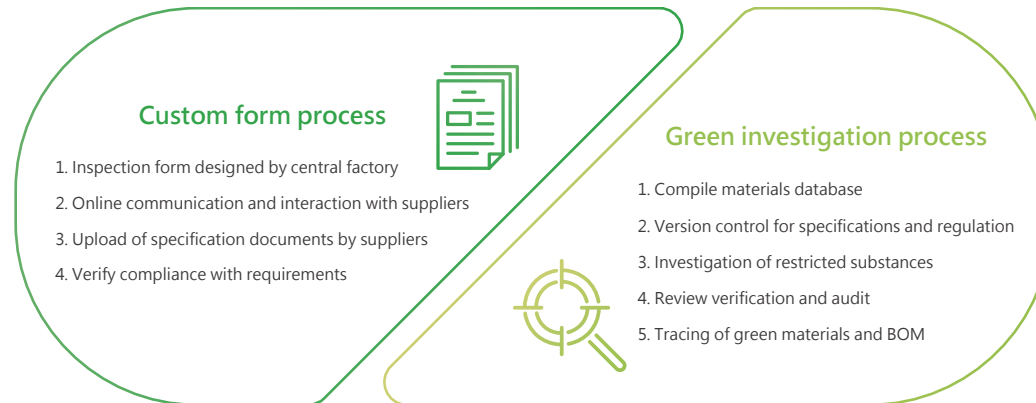 Custom form process
1. Inspection form designed by central factory
2. Online communication and interaction with suppliers
3. Upload of specification documents by suppliers
4. Verify compliance with requirements
Green investigation process
1. Compile materials database
2. Version control for specifications and regulation
3. Investigation of restricted substances
4. Review verification and audit
5. Tracing of green materials and BOM